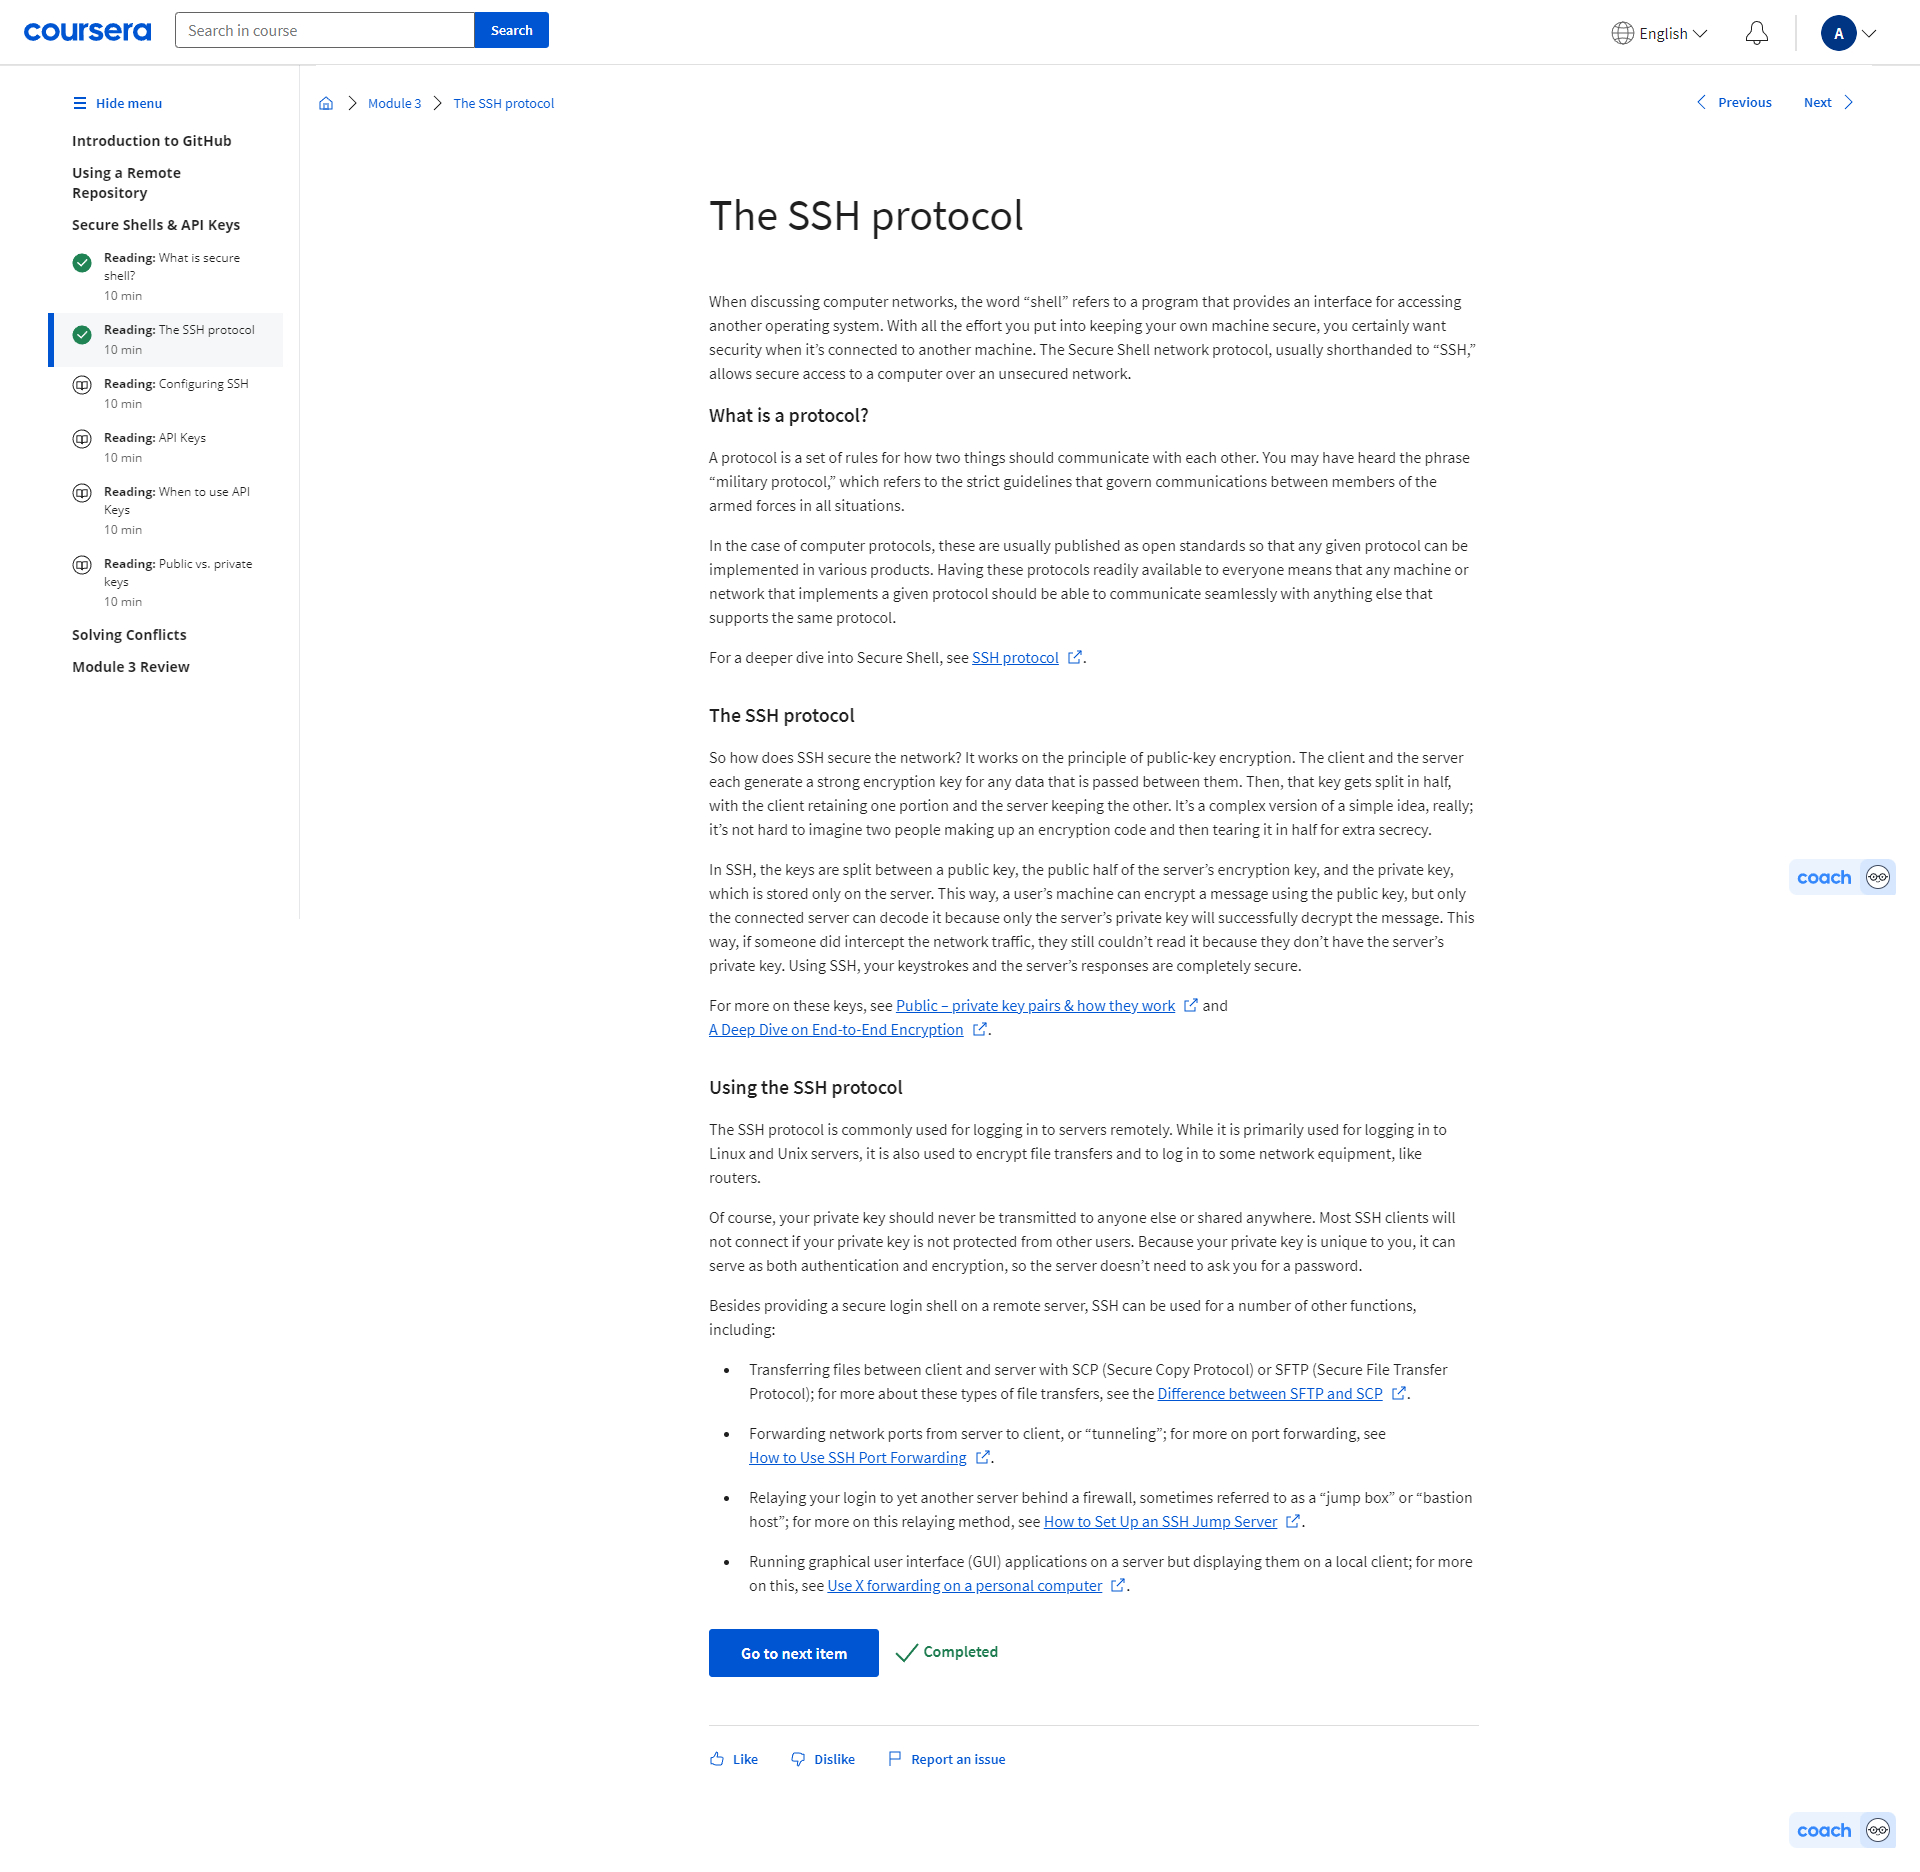 coursera
Search in course
Search
English
A
Hide menu
Introduction to GitHub
Using a Remote
Repository
Secure Shells & API Keys
Reading: What is secure
shell?
10 min
Reading: The SSH protocol
10 min
Reading: Configuring SSH
10 min
Reading: API Keys
10 min
Reading: When to use API
Keys
10 min
Reading: Public vs. private
keys
10 min
Solving Conflicts
Module 3 Review
Module 3
The SSH protocol
Previous
Next
The SSH protocol
When discussing computer networks, the word “shell” refers to a program that provides an interface for accessing
another operating system. With all the effort you put into keeping your own machine secure, you certainly want
security when it’s connected to another machine. The Secure Shell network protocol, usually shorthanded to “SSH,”
allows secure access to a computer over an unsecured network.
What is a protocol?
A protocol is a set of rules for how two things should communicate with each other. You may have heard the phrase
“military protocol,” which refers to the strict guidelines that govern communications between members of the
armed forces in all situations.
In the case of computer protocols, these are usually published as open standards so that any given protocol can be
implemented in various products. Having these protocols readily available to everyone means that any machine or
network that implements a given protocol should be able to communicate seamlessly with anything else that
supports the same protocol.
For a deeper dive into Secure Shell, see SSH protocol.
The SSH protocol
So how does SSH secure the network? It works on the principle of public-key encryption. The client and the server
each generate a strong encryption key for any data that is passed between them. Then, that key gets split in half,
with the client retaining one portion and the server keeping the other. It’s a complex version of a simple idea, really;
it’s not hard to imagine two people making up an encryption code and then tearing it in half for extra secrecy.
In SSH, the keys are split between a public key, the public half of the server’s encryption key, and the private key,
which is stored only on the server. This way, a user’s machine can encrypt a message using the public key, but only
the connected server can decode it because only the server’s private key will successfully decrypt the message. This
way, if someone did intercept the network traffic, they still couldn’t read it because they don’t have the server’s
private key. Using SSH, your keystrokes and the server’s responses are completely secure.
For more on these keys, see Public – private key pairs & how they work and
A Deep Dive on End-to-End Encryption.
Using the SSH protocol
The SSH protocol is commonly used for logging in to servers remotely. While it is primarily used for logging in to
Linux and Unix servers, it is also used to encrypt file transfers and to log in to some network equipment, like
routers.
Of course, your private key should never be transmitted to anyone else or shared anywhere. Most SSH clients will
not connect if your private key is not protected from other users. Because your private key is unique to you, it can
serve as both authentication and encryption, so the server doesn’t need to ask you for a password.
Besides providing a secure login shell on a remote server, SSH can be used for a number of other functions,
including:
• Transferring files between client and server with SCP (Secure Copy Protocol) or SFTP (Secure File Transfer
Protocol); for more about these types of file transfers, see the Difference between SFTP and SCP.
• Forwarding network ports from server to client, or “tunneling”; for more on port forwarding, see
How to Use SSH Port Forwarding.
• Relaying your login to yet another server behind a firewall, sometimes referred to as a “jump box” or “bastion
host”; for more on this relaying method, see How to Set Up an SSH Jump Server.
• Running graphical user interface (GUI) applications on a server but displaying them on a local client; for more
on this, see Use X forwarding on a personal computer.
Go to next item
Completed
Like
Dislike
Report an issue
coach
coach